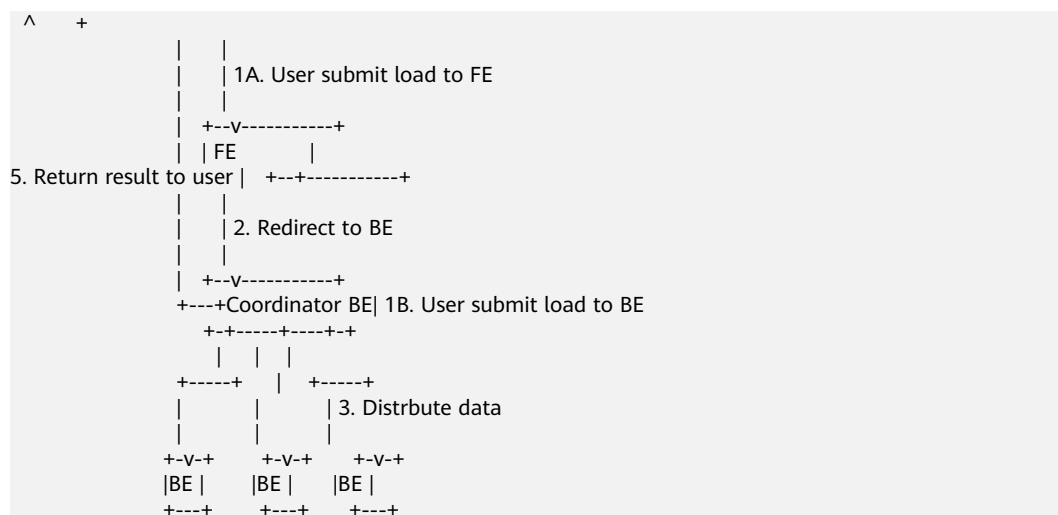 ^ +
| |
| | 1A. User submit load to FE
| |
| +--v-----------+
| | FE |
5. Return result to user | +--+-----------+
| |
| | 2. Redirect to BE
| |
| +--v-----------+
+---+Coordinator BE| 1B. User submit load to BE
+-+-----+----+-+
| | |
+-----+ | +-----+
| | | 3. Distrbute data
| | |
+-v-+ +-v-+ +-v-+
|BE | |BE | |BE |
+---+ +---+ +---+